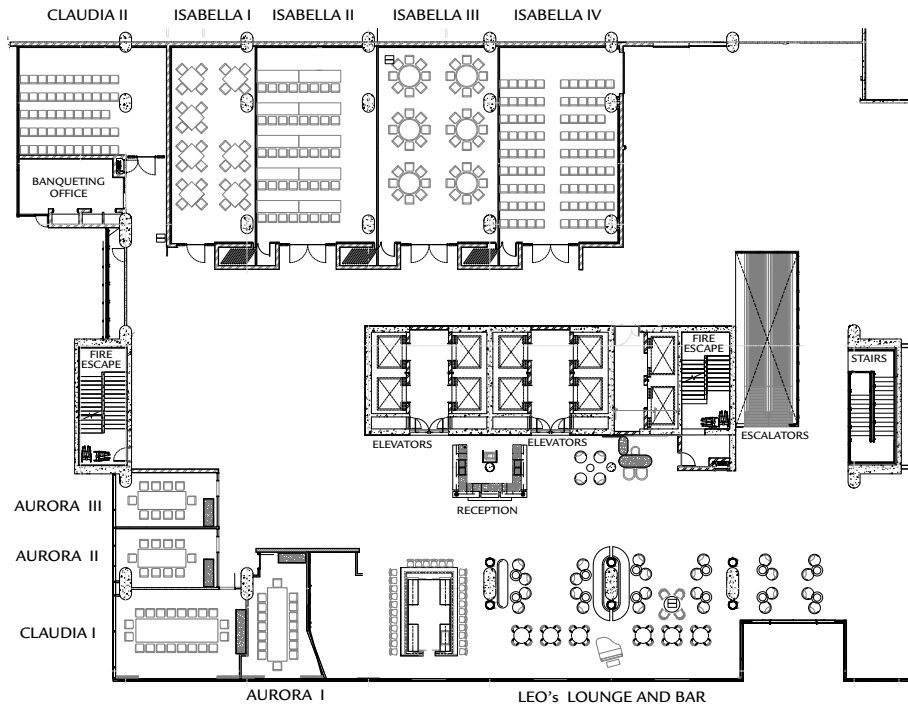 CLAUDIA II
ISABELLA I
ISABELLA II
ISABELLA III
ISABELLA IV
BANQUETING
OFFICE
FIRE
ESCAPE
FIRE
ESCAPE
STAIRS
ELEVATORS
ELEVATORS
ESCALATORS
RECEPTION
AURORA III
AURORA II
CLAUDIA I
AURORA I
LEO's LOUNGE AND BAR